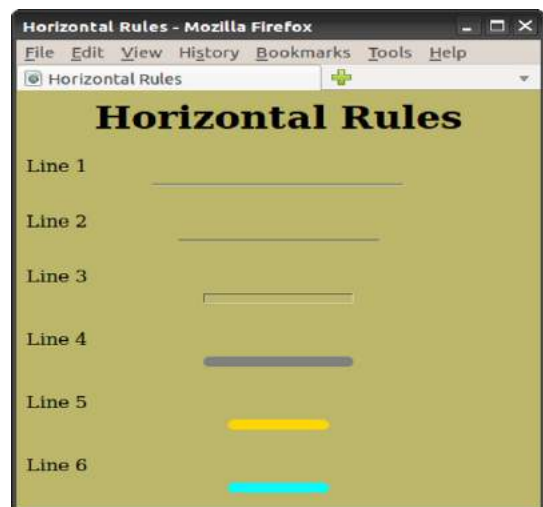 Horizontal Rules - Mozilla Firefox
File Edit View History Bookmarks Tools Help
Horizontal Rules
Horizontal Rules
Line 1
Line 2
Line 3
Line 4
Line 5
Line 6